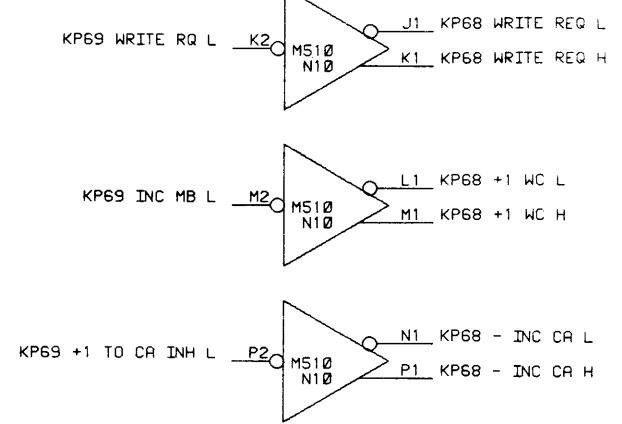 KP69 WRITE RQ L K2 M510 N10 J1 KP68 WRITE REQ L
K1 KP68 WRITE REQ H
KP69 INC MB L M2 M510 N10 L1 KP68 +1 WC L
M1 KP68 +1 WC H
KP69 +1 TO CA INH L P2 M510 N10 N1 KP68 - INC CA L
P1 KP68 - INC CA H